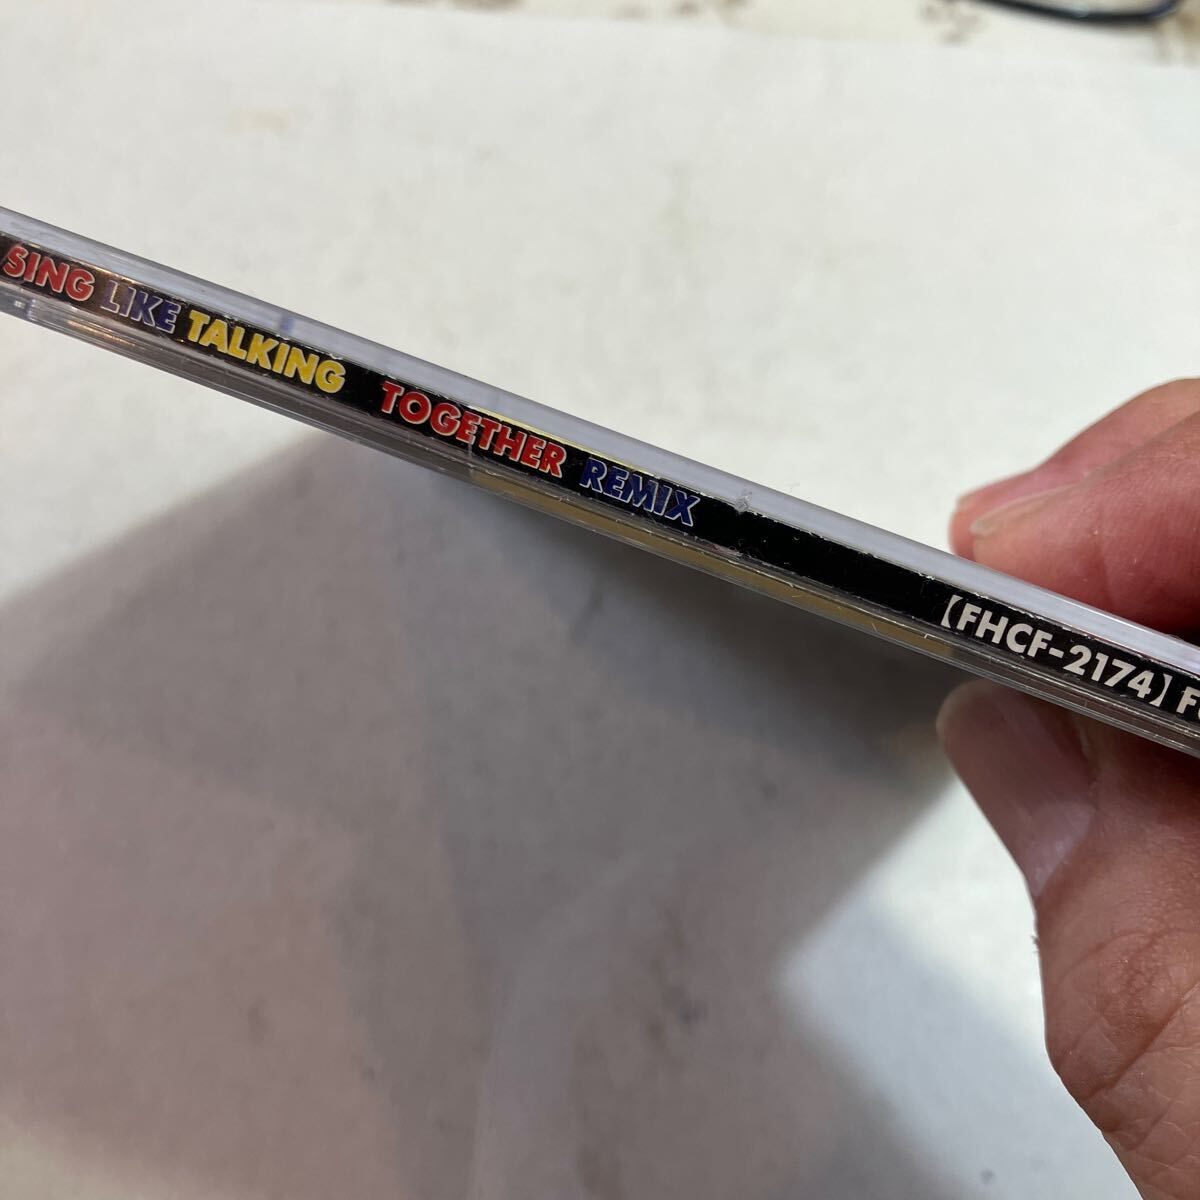 SING LIKE TALKING TOGETHER REMIX 【FHCF-2174】